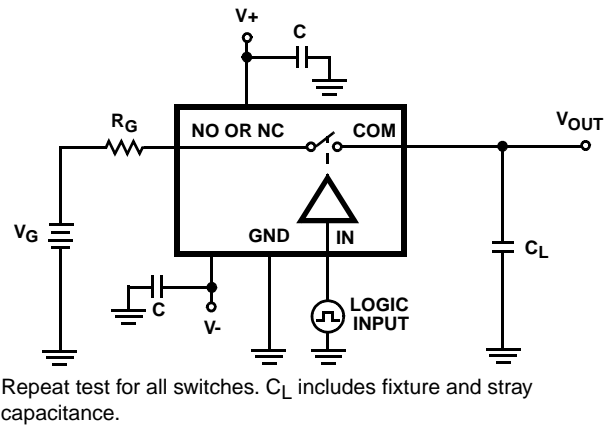 V+
C
RG
NO OR NC
COM
VOUT
VG
GND
IN
CL
C
V-
LOGIC
INPUT
Repeat test for all switches. CL includes fixture and stray
capacitance.